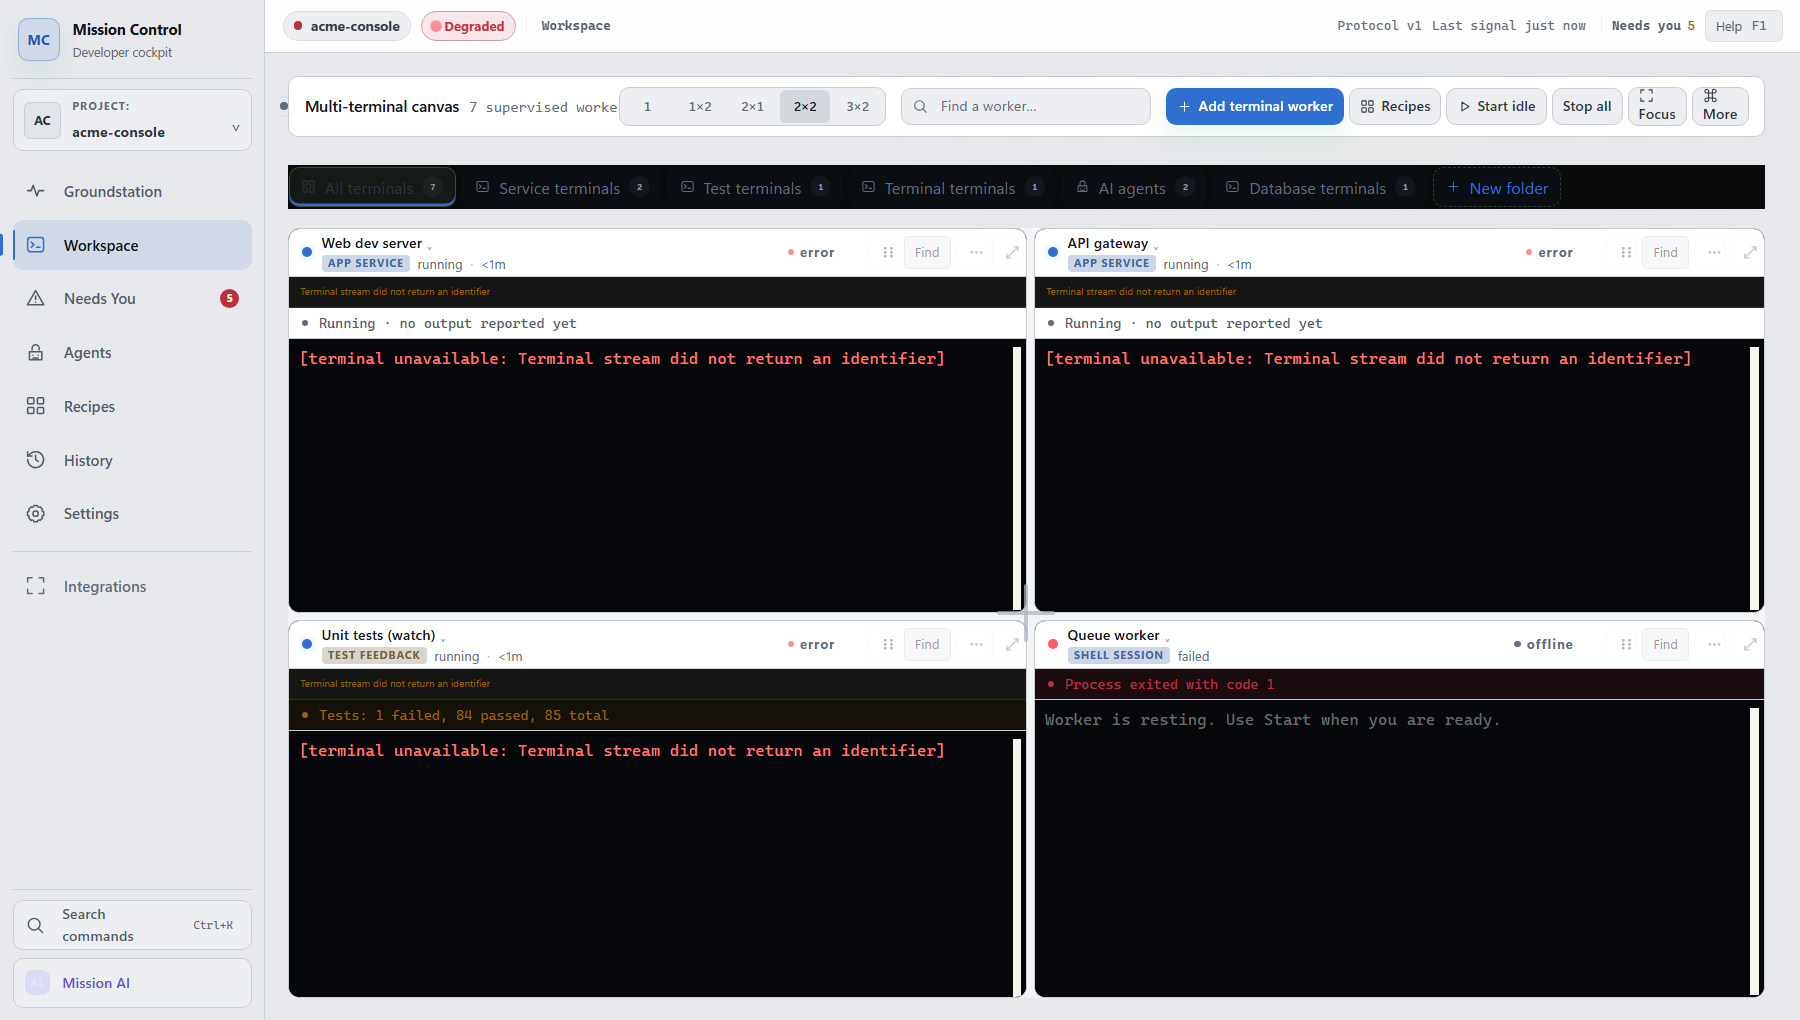 MC
Mission Control
Developer cockpit
AC
PROJECT:
acme-console
Groundstation
Workspace
Needs You 5
Agents
Recipes
History
Settings
Integrations
Search commands Ctrl+K
AI Mission AI
acme-console Degraded Workspace
Protocol v1 Last signal just now Needs you 5 Help F1
Multi-terminal canvas 7 supervised worke
1 1×2 2×1 2×2 3×2
Find a worker...
+ Add terminal worker
Recipes
Start idle
Stop all
Focus
⌘ More
All terminals 7
Service terminals 2
Test terminals 1
Terminal terminals 1
AI agents 2
Database terminals 1
+ New folder
Web dev server
APP SERVICE running · <1m
error Find ...
Terminal stream did not return an identifier
Running · no output reported yet
[terminal unavailable: Terminal stream did not return an identifier]
API gateway
APP SERVICE running · <1m
error Find ...
Terminal stream did not return an identifier
Running · no output reported yet
[terminal unavailable: Terminal stream did not return an identifier]
Unit tests (watch)
TEST FEEDBACK running · <1m
error Find ...
Terminal stream did not return an identifier
Tests: 1 failed, 84 passed, 85 total
[terminal unavailable: Terminal stream did not return an identifier]
Queue worker
SHELL SESSION failed
offline Find ...
Process exited with code 1
Worker is resting. Use Start when you are ready.